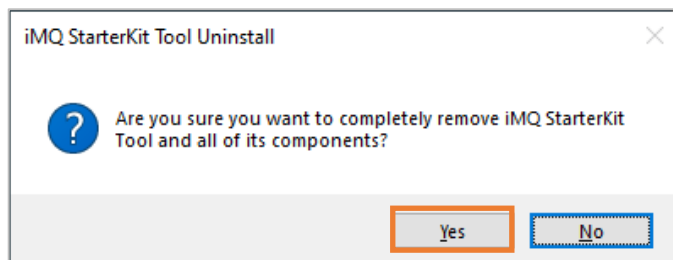 iMQ StarterKit Tool Uninstall
Are you sure you want to completely remove iMQ StarterKit
Tool and all of its components?
Yes
No